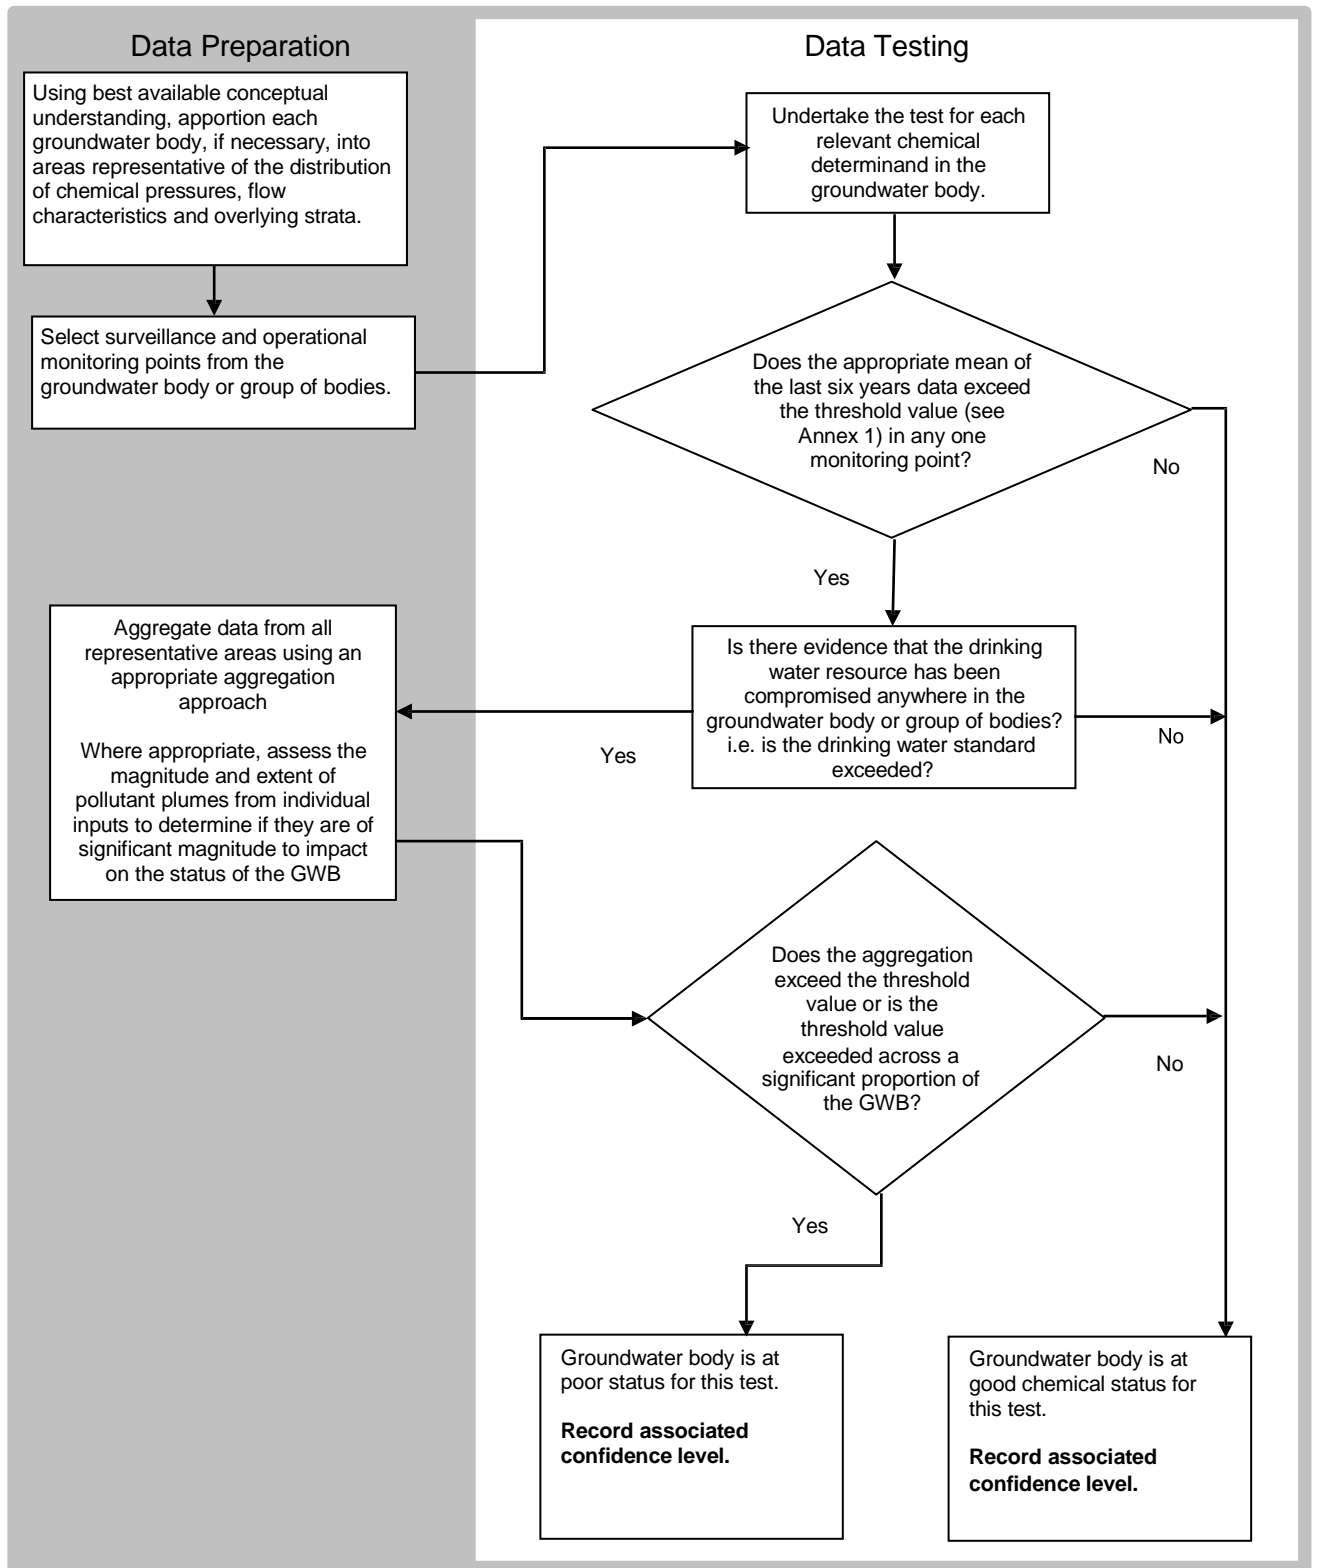 Data Preparation
Using best available conceptual
understanding, apportion each
groundwater body, if necessary, into
areas representative of the distribution
of chemical pressures, flow
characteristics and overlying strata.
Select surveillance and operational
monitoring points from the
groundwater body or group of bodies.
Data Testing
Undertake the test for each
relevant chemical
determinand in the
groundwater body.
Does the appropriate mean of
the last six years data exceed
the threshold value (see
Annex 1) in any one
monitoring point?
No
Yes
Is there evidence that the drinking
water resource has been
compromised anywhere in the
groundwater body or group of bodies?
i.e. is the drinking water standard
exceeded?
No
Yes
Aggregate data from all
representative areas using an
appropriate aggregation
approach
Where appropriate, assess the
magnitude and extent of
pollutant plumes from individual
inputs to determine if they are of
significant magnitude to impact
on the status of the GWB
Does the aggregation
exceed the threshold
value or is the
threshold value
exceeded across a
significant proportion of
the GWB?
No
Yes
Groundwater body is at
poor status for this test.
Record associated
confidence level.
Groundwater body is at
good chemical status for
this test.
Record associated
confidence level.